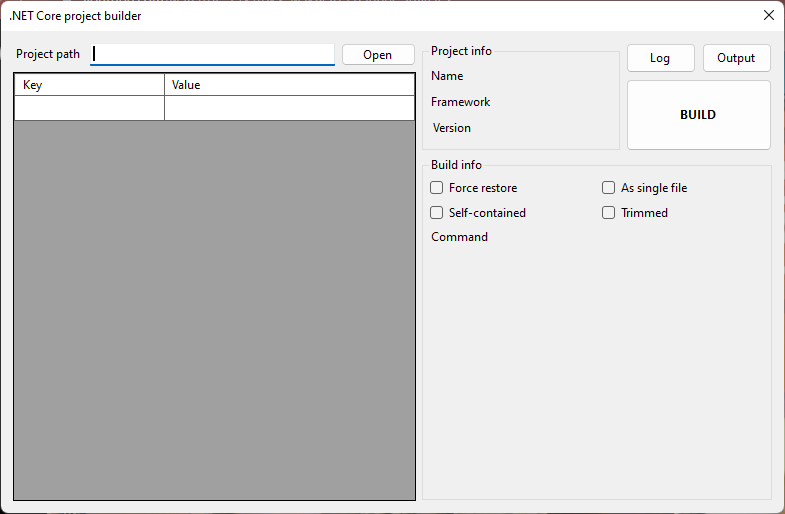 .NET Core project builder
Project path
Open
Key Value
Project info
Name
Framework
Version
Log Output
BUILD
Build info
Force restore As single file
Self-contained Trimmed
Command